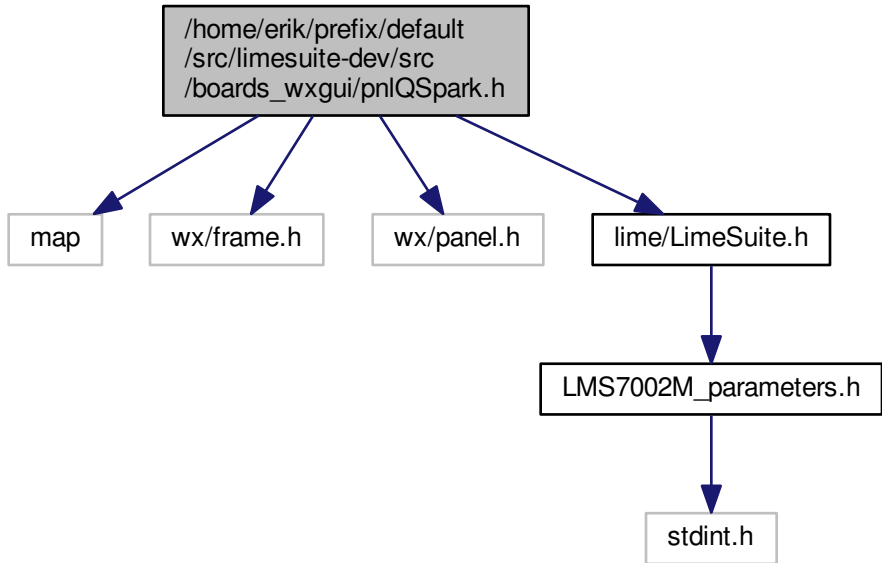 /home/erik/prefix/default
/src/limesuite-dev/src
/boards_wxgui/pnlQSpark.h
map
wx/frame.h
wx/panel.h
lime/LimeSuite.h
LMS7002M_parameters.h
stdint.h